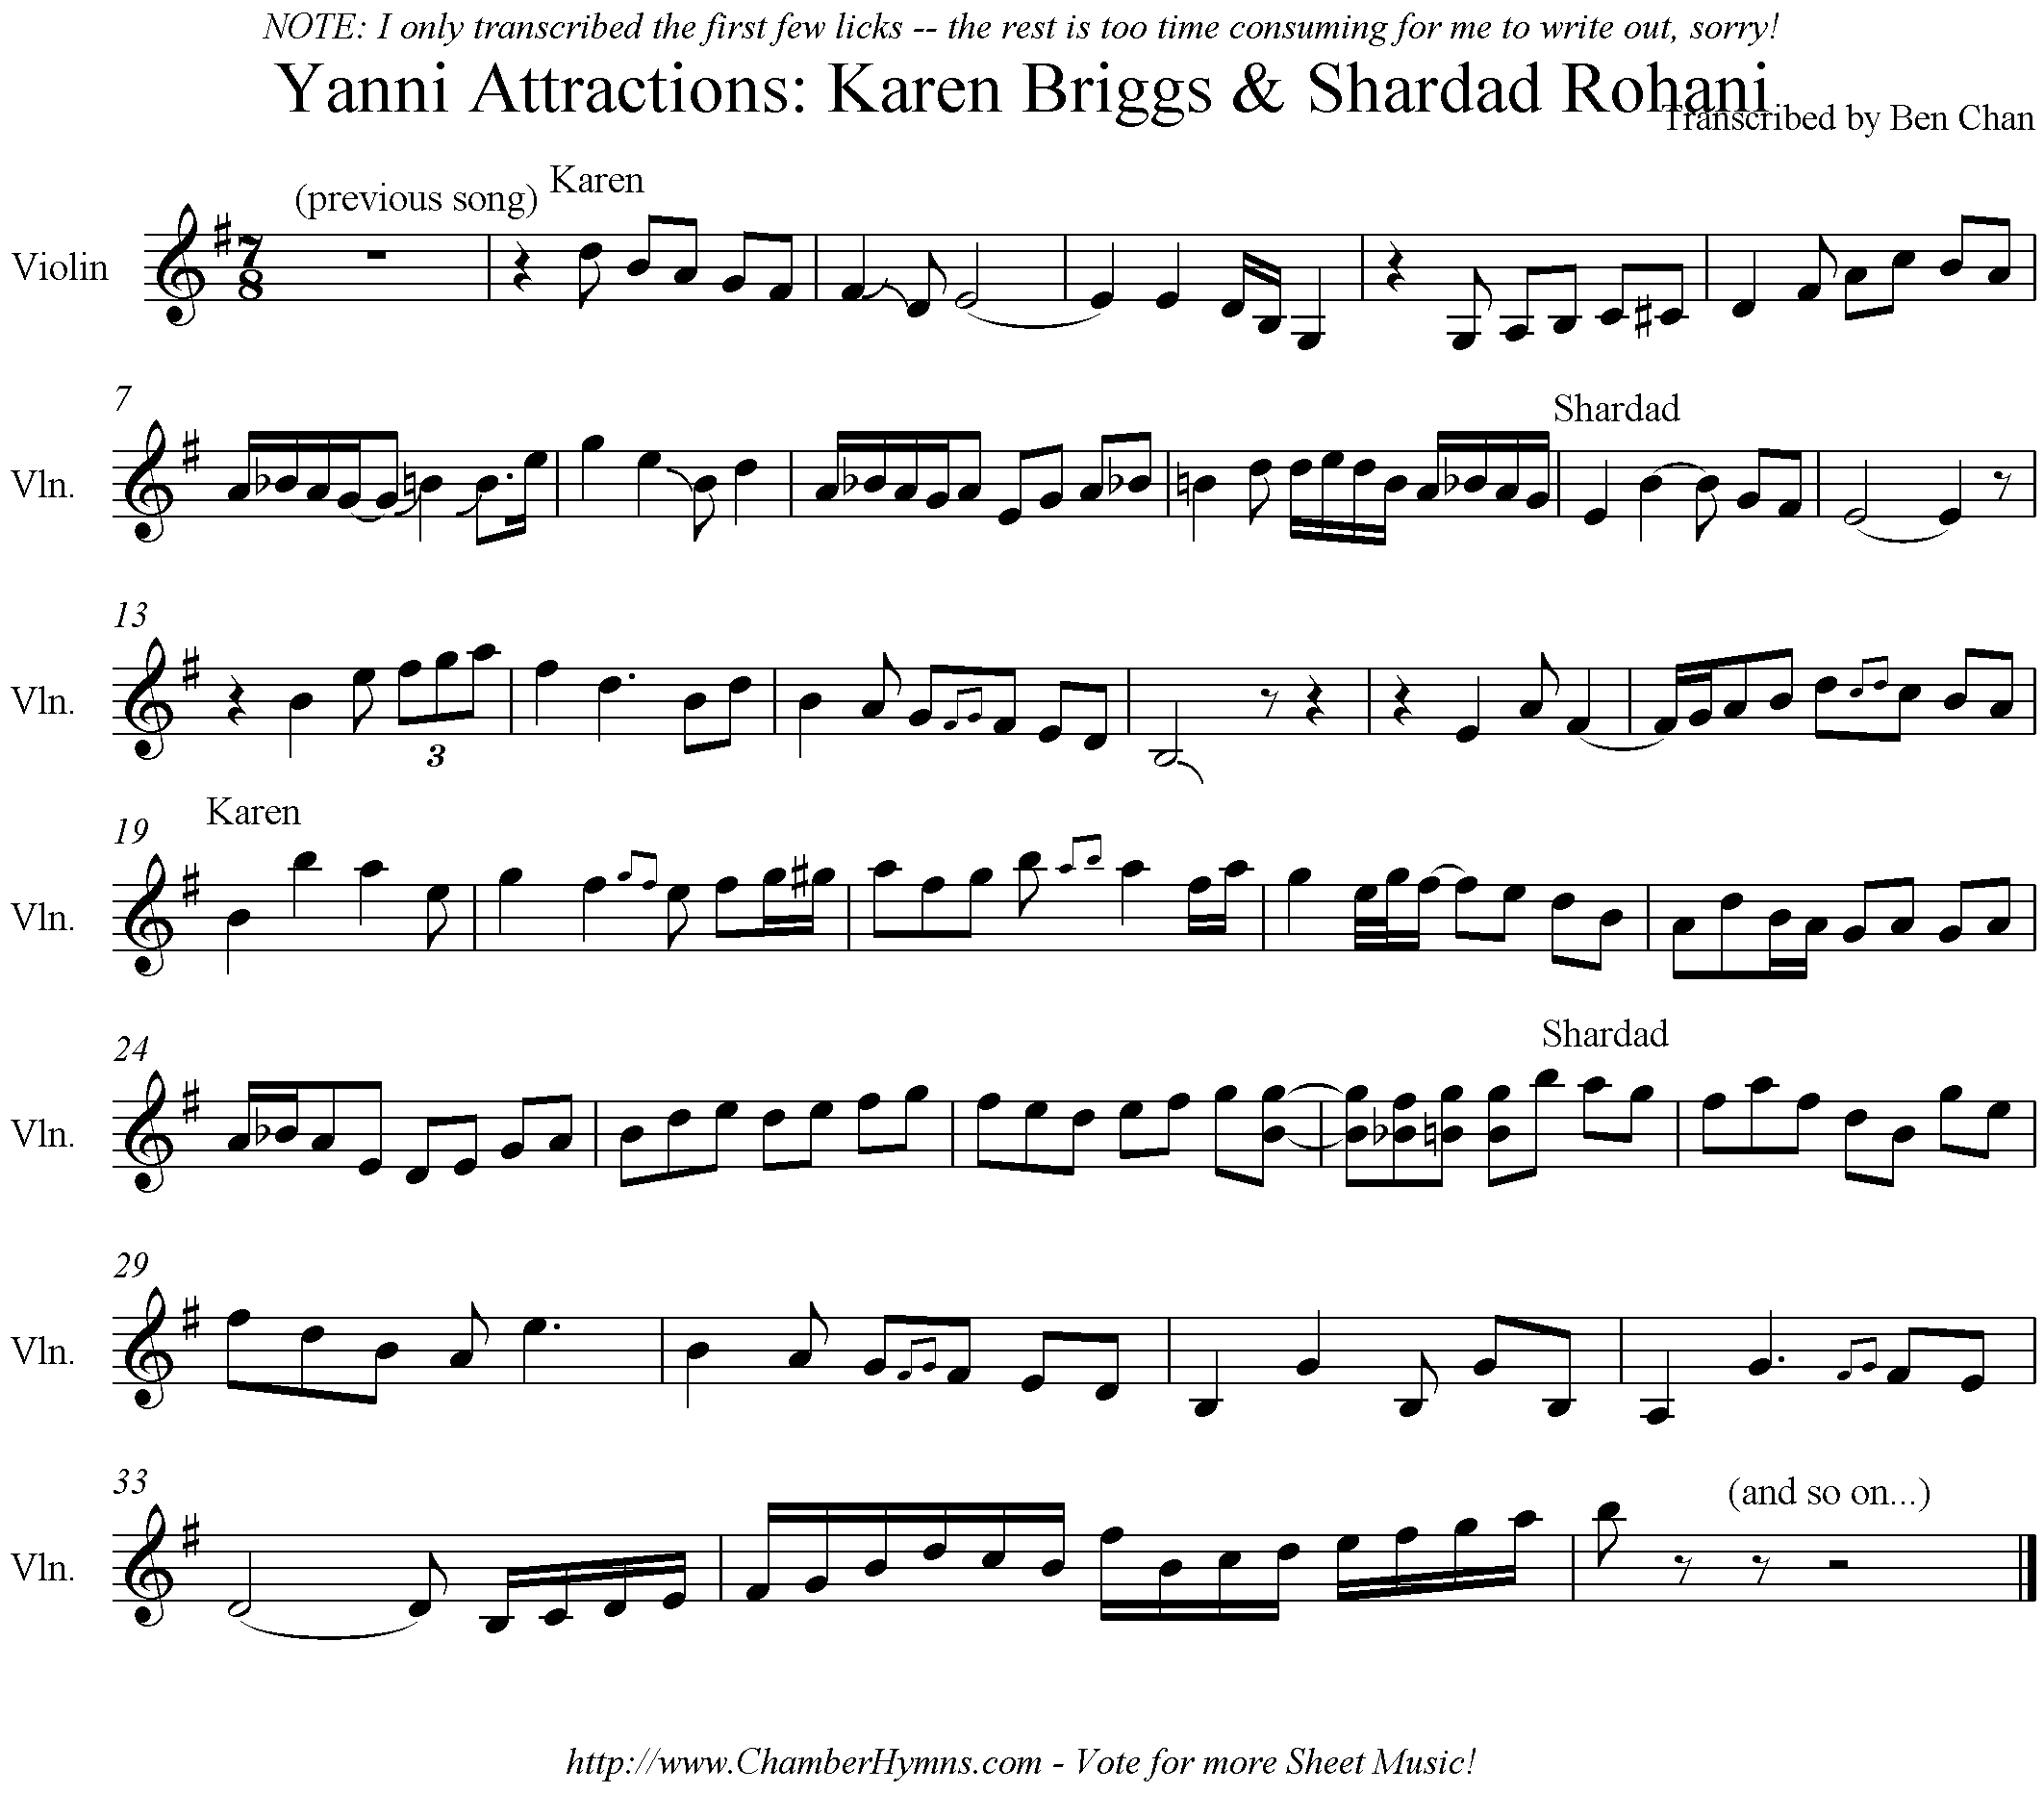 NOTE: I only transcribed the first few licks -- the rest is too time consuming for me to write out, sorry!
Yanni Attractions: Karen Briggs & Shardad Rohani
Transcribed by Ben Chan
(previous song) Karen
Violin
7 8
7
Shardad
Vln.
13
Vln.
3
Karen
19
Vln.
Shardad
24
Vln.
29
Vln.
33
(and so on...)
Vln.
http://www.ChamberHymns.com - Vote for more Sheet Music!